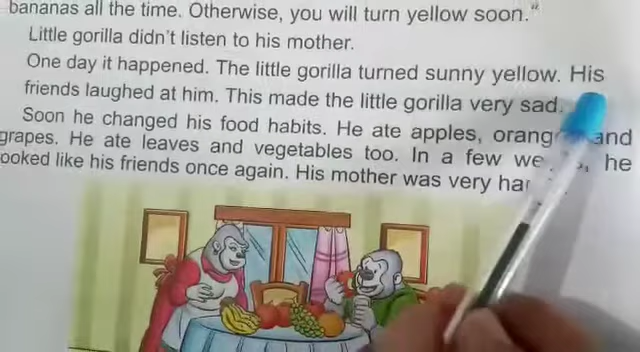 bananas all the time. Otherwise, you will turn yellow soon."
Little gorilla didn't listen to his mother.
One day it happened. The little gorilla turned sunny yellow. His
friends laughed at him. This made the little gorilla very sad.
Soon he changed his food habits. He ate apples, and
grapes. He ate leaves and vegetables too. In a few he
looked like his friends once again. His mother was very